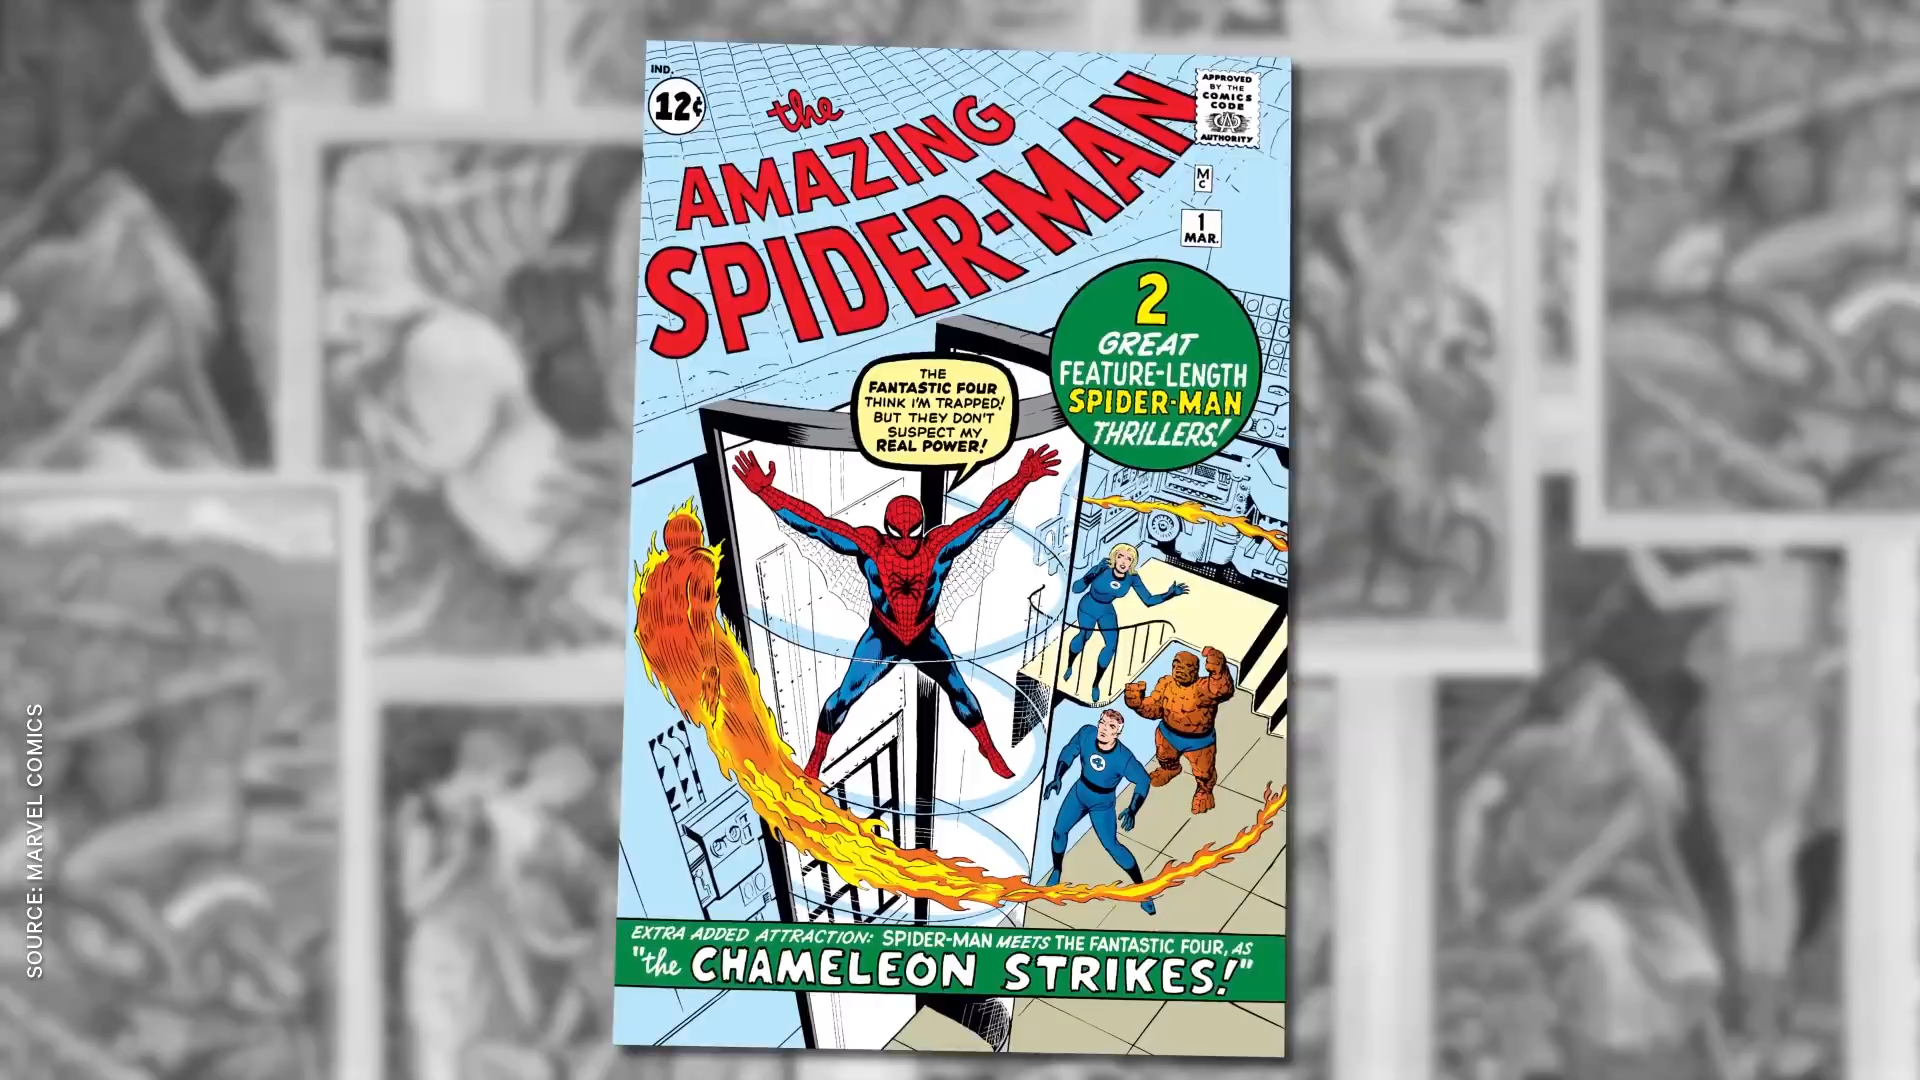 IND.
12¢
the
AMAZING
SPIDER-MAN
APPROVED
BY THE
COMICS
CODE
CA
AUTHORITY
M
C
1
MAR.
2
GREAT
FEATURE-LENGTH
SPIDER-MAN
THRILLERS!
THE
FANTASTIC FOUR
THINK I'M TRAPPED!
BUT THEY DON'T
SUSPECT MY
REAL POWER!
4
4
EXTRA ADDED ATTRACTION: SPIDER-MAN MEETS THE FANTASTIC FOUR, AS
"the CHAMELEON STRIKES!"
SOURCE: MARVEL COMICS